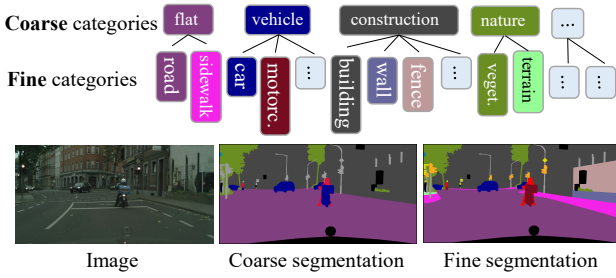 Coarse categories
flat
vehicle
construction
nature
...
Fine categories
road
sidewalk
car
motorc.
...
building
wall
fence
...
veget.
terrain
...
...
Image
Coarse segmentation
Fine segmentation